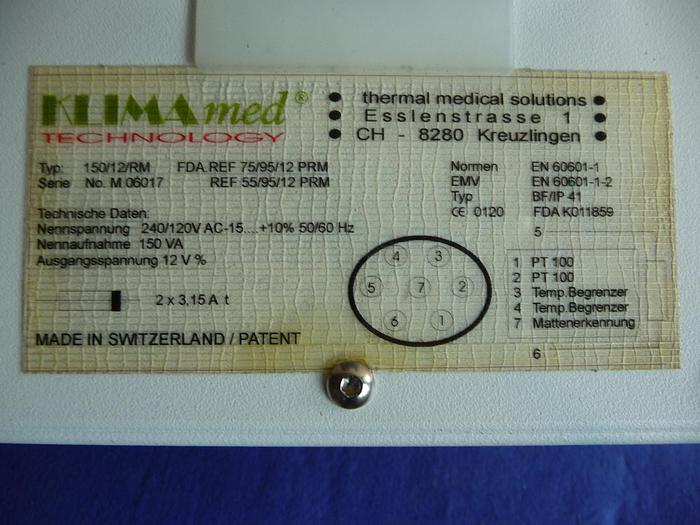 KLIMAmed®
TECHNOLOGY
• thermal medical solutions •
• Esslenstrasse 1 •
• CH - 8280 Kreuzlingen •
Typ: 150/12/RM FDA.REF 75/95/12 PRM
Serie No. M 06017 REF 55/95/12 PRM
Normen EN 60601-1
EMV EN 60601-1-2
Typ BF/IP 41
CE 0120 FDA K011859
Technische Daten:
Nennspannung 240/120V AC-15....+10% 50/60 Hz
Nennaufnahme 150 VA
Ausgangsspannung 12 V %
2 x 3,15A t
MADE IN SWITZERLAND / PATENT
4 3
5 7 2
6 1
5
1 PT 100
2 PT 100
3 Temp.Begrenzer
4 Temp.Begrenzer
7 Mattenerkennung
6